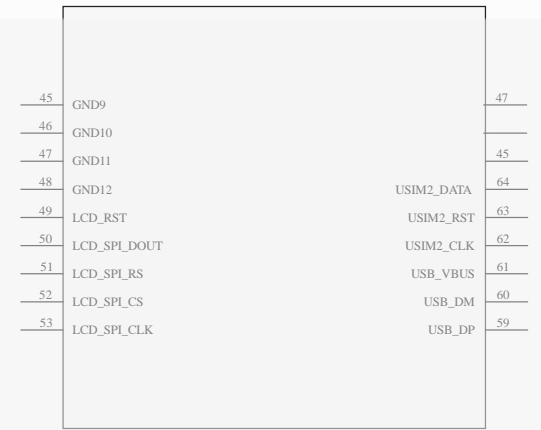 45 GND9 47
46 GND10
47 GND11 45
48 GND12 USIM2_DATA 64
49 LCD_RST USIM2_RST 63
50 LCD_SPI_DOUT USIM2_CLK 62
51 LCD_SPI_RS USB_VBUS 61
52 LCD_SPI_CS USB_DM 60
53 LCD_SPI_CLK USB_DP 59